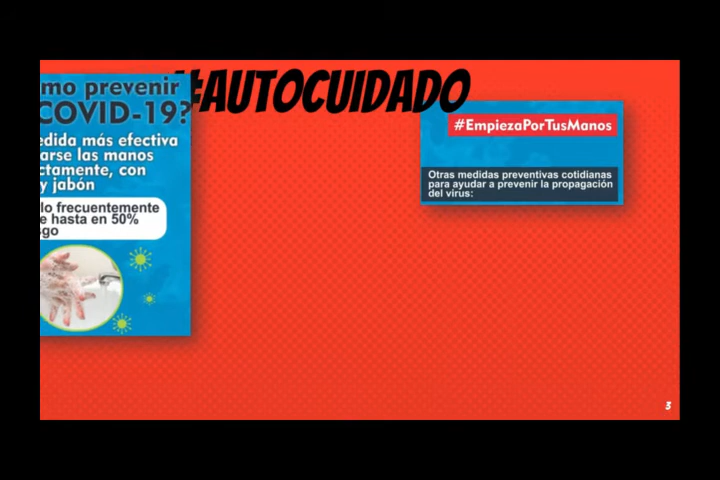 #AUTOCUIDADO
mo prevenir
COVID-19?
edida más efectiva
arse las manos
ctamente, con
y jabón
lo frecuentemente
e hasta en 50%
sgo
#EmpiezaPorTusManos
Otras medidas preventivas cotidianas
para ayudar a prevenir la propagación
del virus:
3